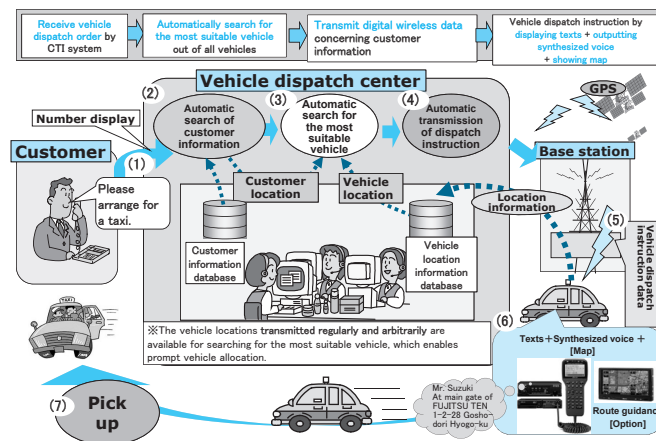 Receive vehicle
dispatch order by
CTI system
Automatically search for
the most suitable vehicle
out of all vehicles
Transmit digital wireless data
concerning customer
information
Vehicle dispatch instruction by
displaying texts + outputting
synthesized voice
+ showing map
Vehicle dispatch center
GPS
(2)
(3)
(4)
Number display
Automatic
search of
customer
information
Automatic
search for
the most
suitable
vehicle
Automatic
transmission
of dispatch
instruction
Customer
(1)
Base station
Please
arrange for
a taxi.
Customer
location
Vehicle
location
Location
information
(5)
Customer
information
database
Vehicle
location
information
database
Vehicle dispatch
instruction data
TAXI
※The vehicle locations transmitted regularly and arbitrarily are
available for searching for the most suitable vehicle, which enables
prompt vehicle allocation.
(6)
Texts+Synthesized voice+
[Map]
(7)
Pick
up
Mr. Suzuki
At main gate of
FUJITSU TEN
1-2-28 Gosho-
dori Hyogo-ku
Route guidance
[Option]